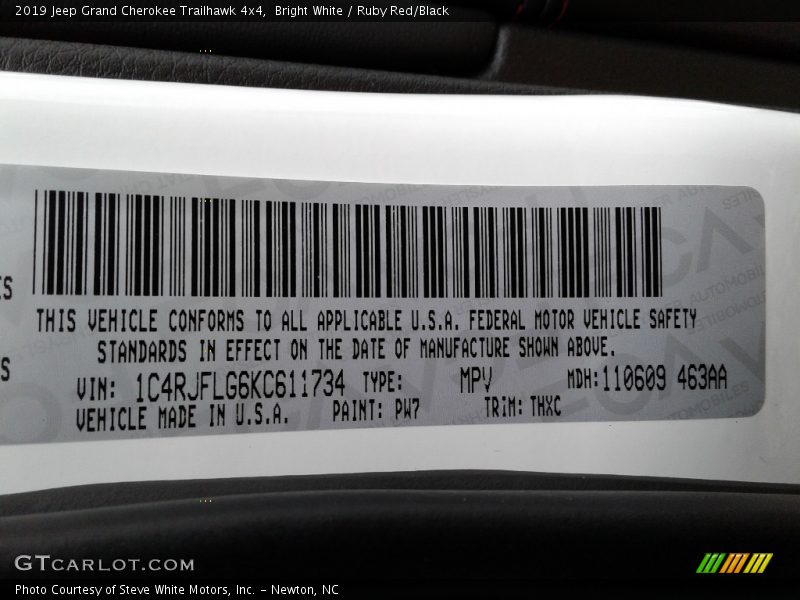 2019 Jeep Grand Cherokee Trailhawk 4x4,  Bright White / Ruby Red/Black
THIS VEHICLE CONFORMS TO ALL APPLICABLE U.S.A. FEDERAL MOTOR VEHICLE SAFETY
STANDARDS IN EFFECT ON THE DATE OF MANUFACTURE SHOWN ABOVE.
VIN: 1C4RJFLG6KC611734 TYPE: MPV MDH:110609 463AA
VEHICLE MADE IN U.S.A. PAINT: PW7 TRIM: THXC
GTCARLOT.COM
Photo Courtesy of Steve White Motors, Inc. – Newton, NC